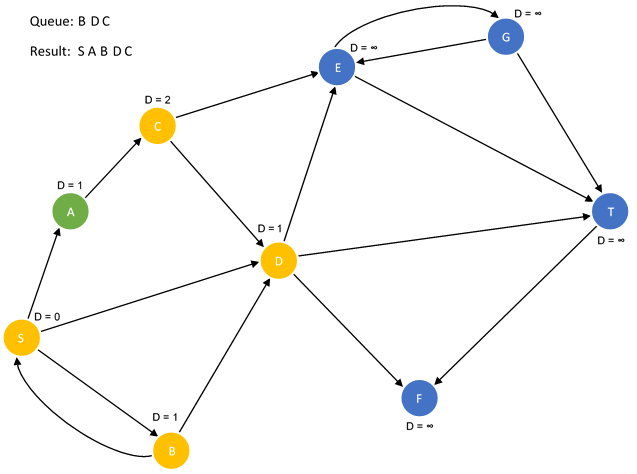 Queue: B D C
D = ∞
G
Result: S A B D C
D = ∞
E
D = 2
C
D = 1
A
T
D = 1
D = ∞
D
D = 0
S
F
D = 1
D = ∞
B